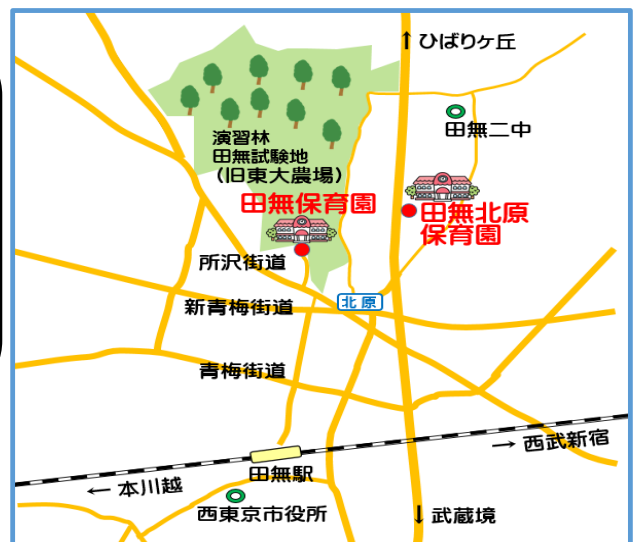 ↑ひばりヶ丘
田無二中
演習林
田無試験地
(旧東大農場)
田無保育園
田無北原
保育園
所沢街道
北原
新青梅街道
青梅街道
→ 西武新宿
田無駅
← 本川越
西東京市役所
↓武蔵境